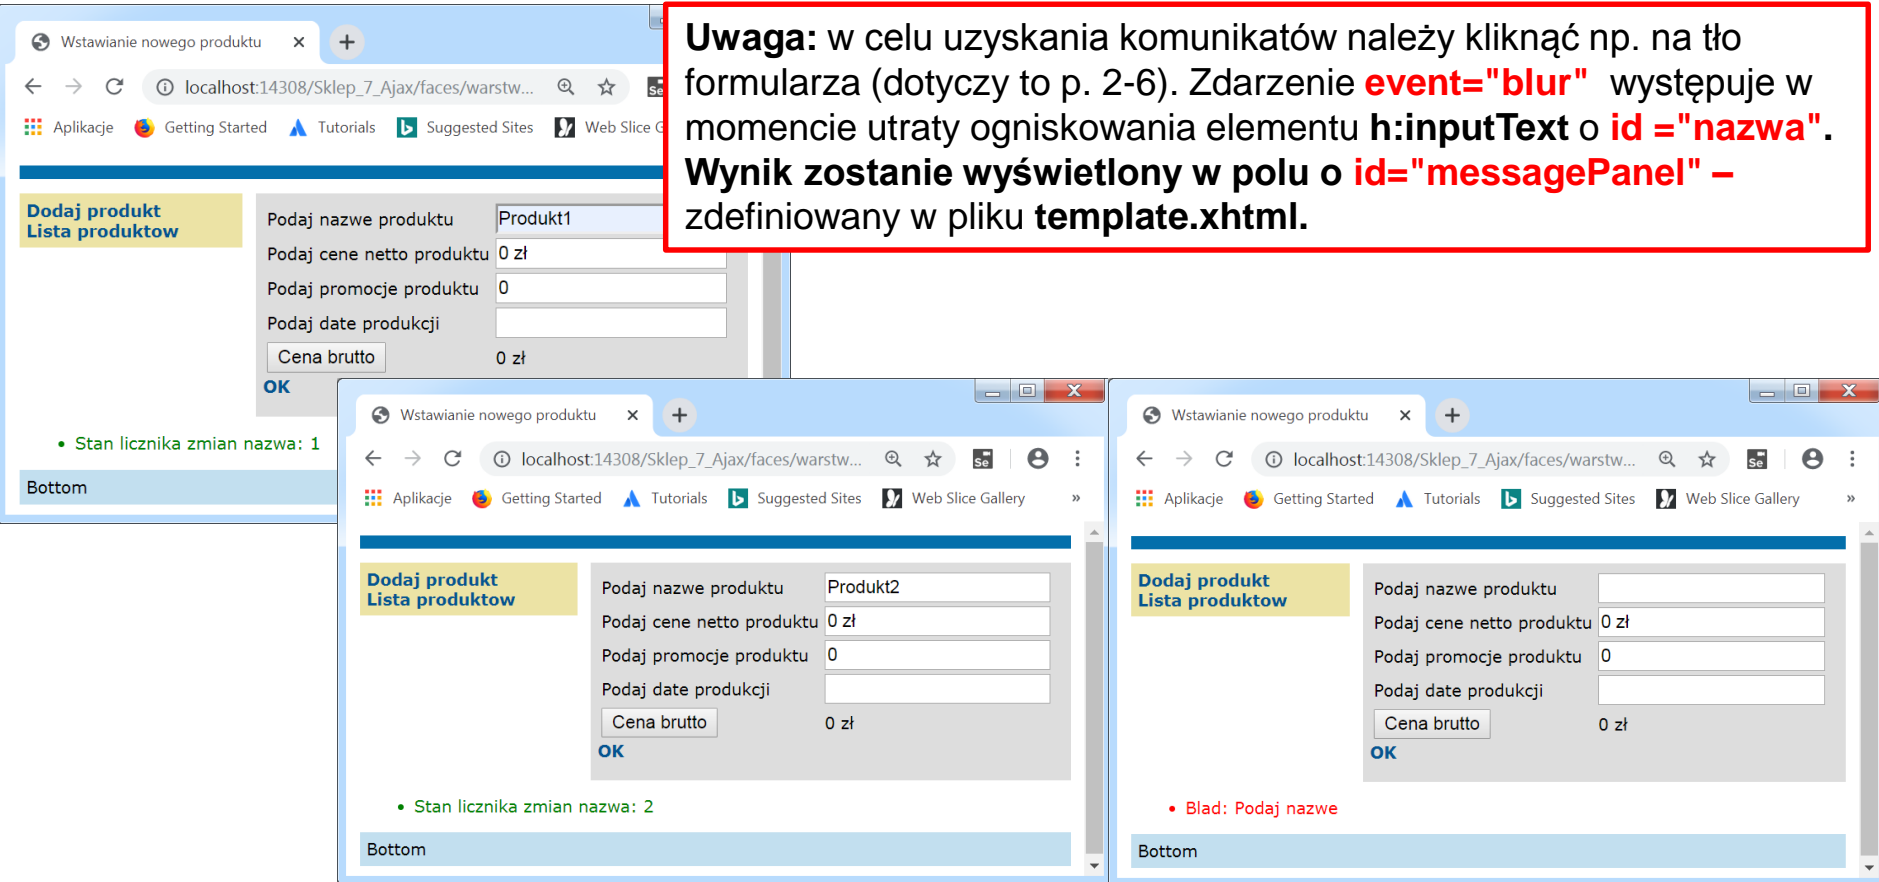 Wstawianie nowego produktu
localhost:14308/Sklep_7_Ajax/faces/warstw...
Aplikacje Getting Started Tutorials Suggested Sites Web Slice G
Dodaj produkt
Lista produktow
Podaj nazwe produktu Produkt1
Podaj cene netto produktu 0 zł
Podaj promocje produktu 0
Podaj date produkcji
Cena brutto 0 zł
OK
Stan licznika zmian nazwa: 1
Bottom
Uwaga: w celu uzyskania komunikatów należy kliknąć np. na tło
formularza (dotyczy to p. 2-6). Zdarzenie event="blur" występuje w
momencie utraty ogniskowania elementu h:inputText o id ="nazwa".
Wynik zostanie wyświetlony w polu o id="messagePanel" –
zdefiniowany w pliku template.xhtml.
Wstawianie nowego produktu
localhost:14308/Sklep_7_Ajax/faces/warstw... Se
Aplikacje Getting Started Tutorials Suggested Sites Web Slice Gallery »
Dodaj produkt
Lista produktow
Podaj nazwe produktu Produkt2
Podaj cene netto produktu 0 zł
Podaj promocje produktu 0
Podaj date produkcji
Cena brutto 0 zł
OK
Stan licznika zmian nazwa: 2
Bottom
Wstawianie nowego produktu
localhost:14308/Sklep_7_Ajax/faces/warstw... Se
Aplikacje Getting Started Tutorials Suggested Sites Web Slice Gallery »
Dodaj produkt
Lista produktow
Podaj nazwe produktu
Podaj cene netto produktu 0 zł
Podaj promocje produktu 0
Podaj date produkcji
Cena brutto 0 zł
OK
Blad: Podaj nazwe
Bottom